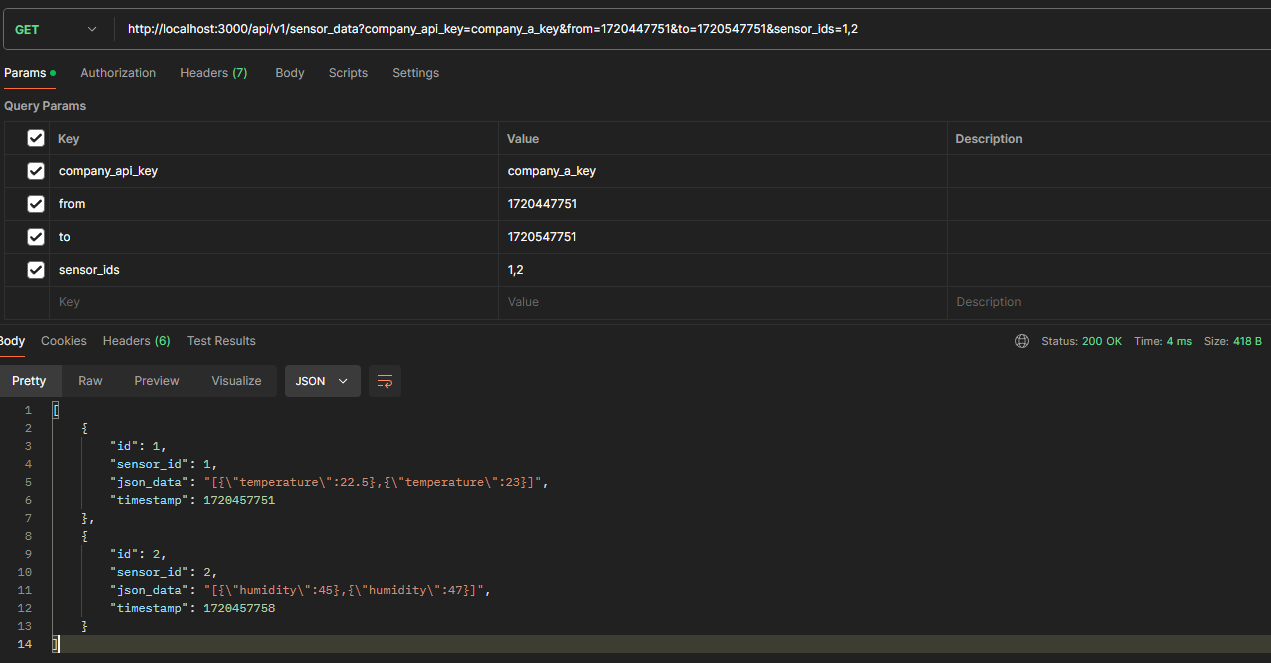 GET http://localhost:3000/api/v1/sensor_data?company_api_key=company_a_key&from=1720447751&to=1720547751&sensor_ids=1,2
Params Authorization Headers (7) Body Scripts Settings
Query Params
Key Value Description
company_api_key company_a_key
from 1720447751
to 1720547751
sensor_ids 1,2
Key Value Description
Body Cookies Headers (6) Test Results Status: 200 OK Time: 4 ms Size: 418 B
Pretty Raw Preview Visualize JSON
1 [
2 {
3 "id": 1,
4 "sensor_id": 1,
5 "json_data": "[{\"temperature\":22.5},{\"temperature\":23}]",
6 "timestamp": 1720457751
7 },
8 {
9 "id": 2,
10 "sensor_id": 2,
11 "json_data": "[{\"humidity\":45},{\"humidity\":47}]",
12 "timestamp": 1720457758
13 }
14 ]